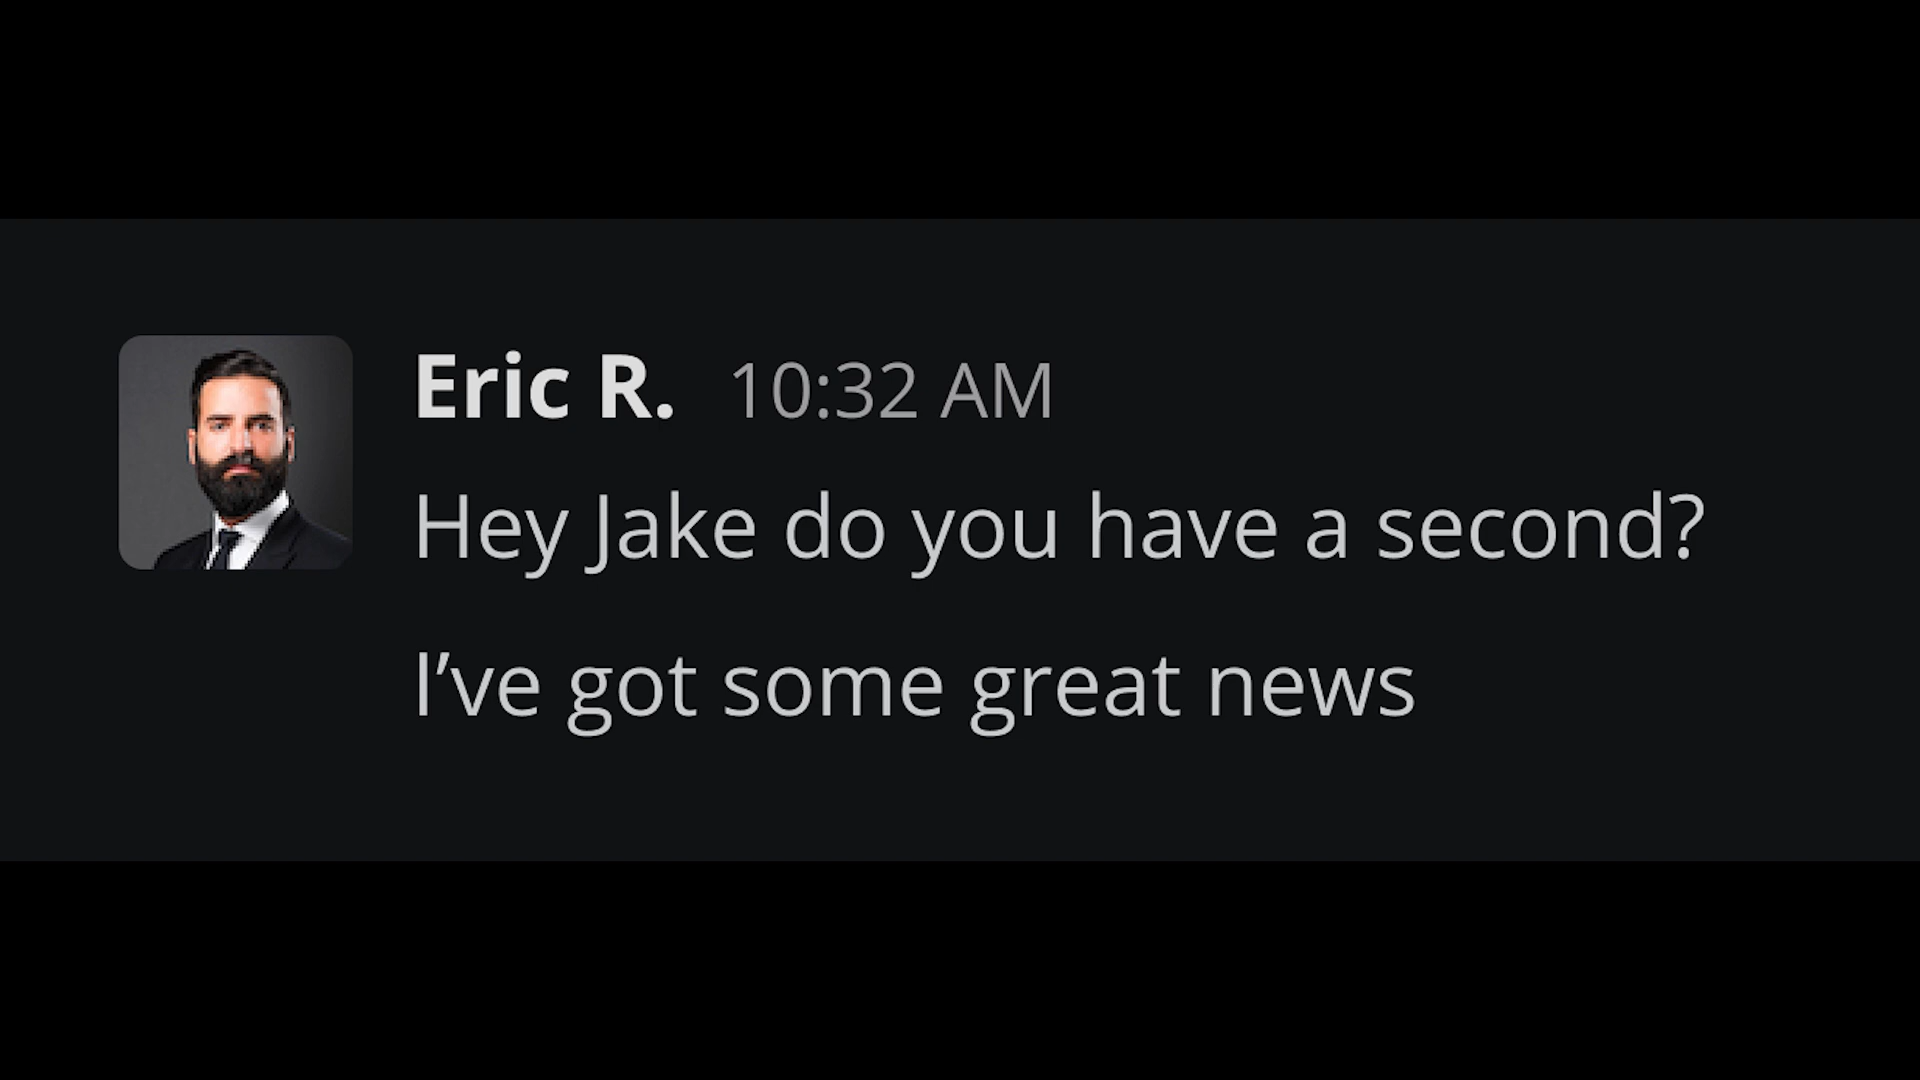 Eric R. 10:32 AM
Hey Jake do you have a second?
I’ve got some great news